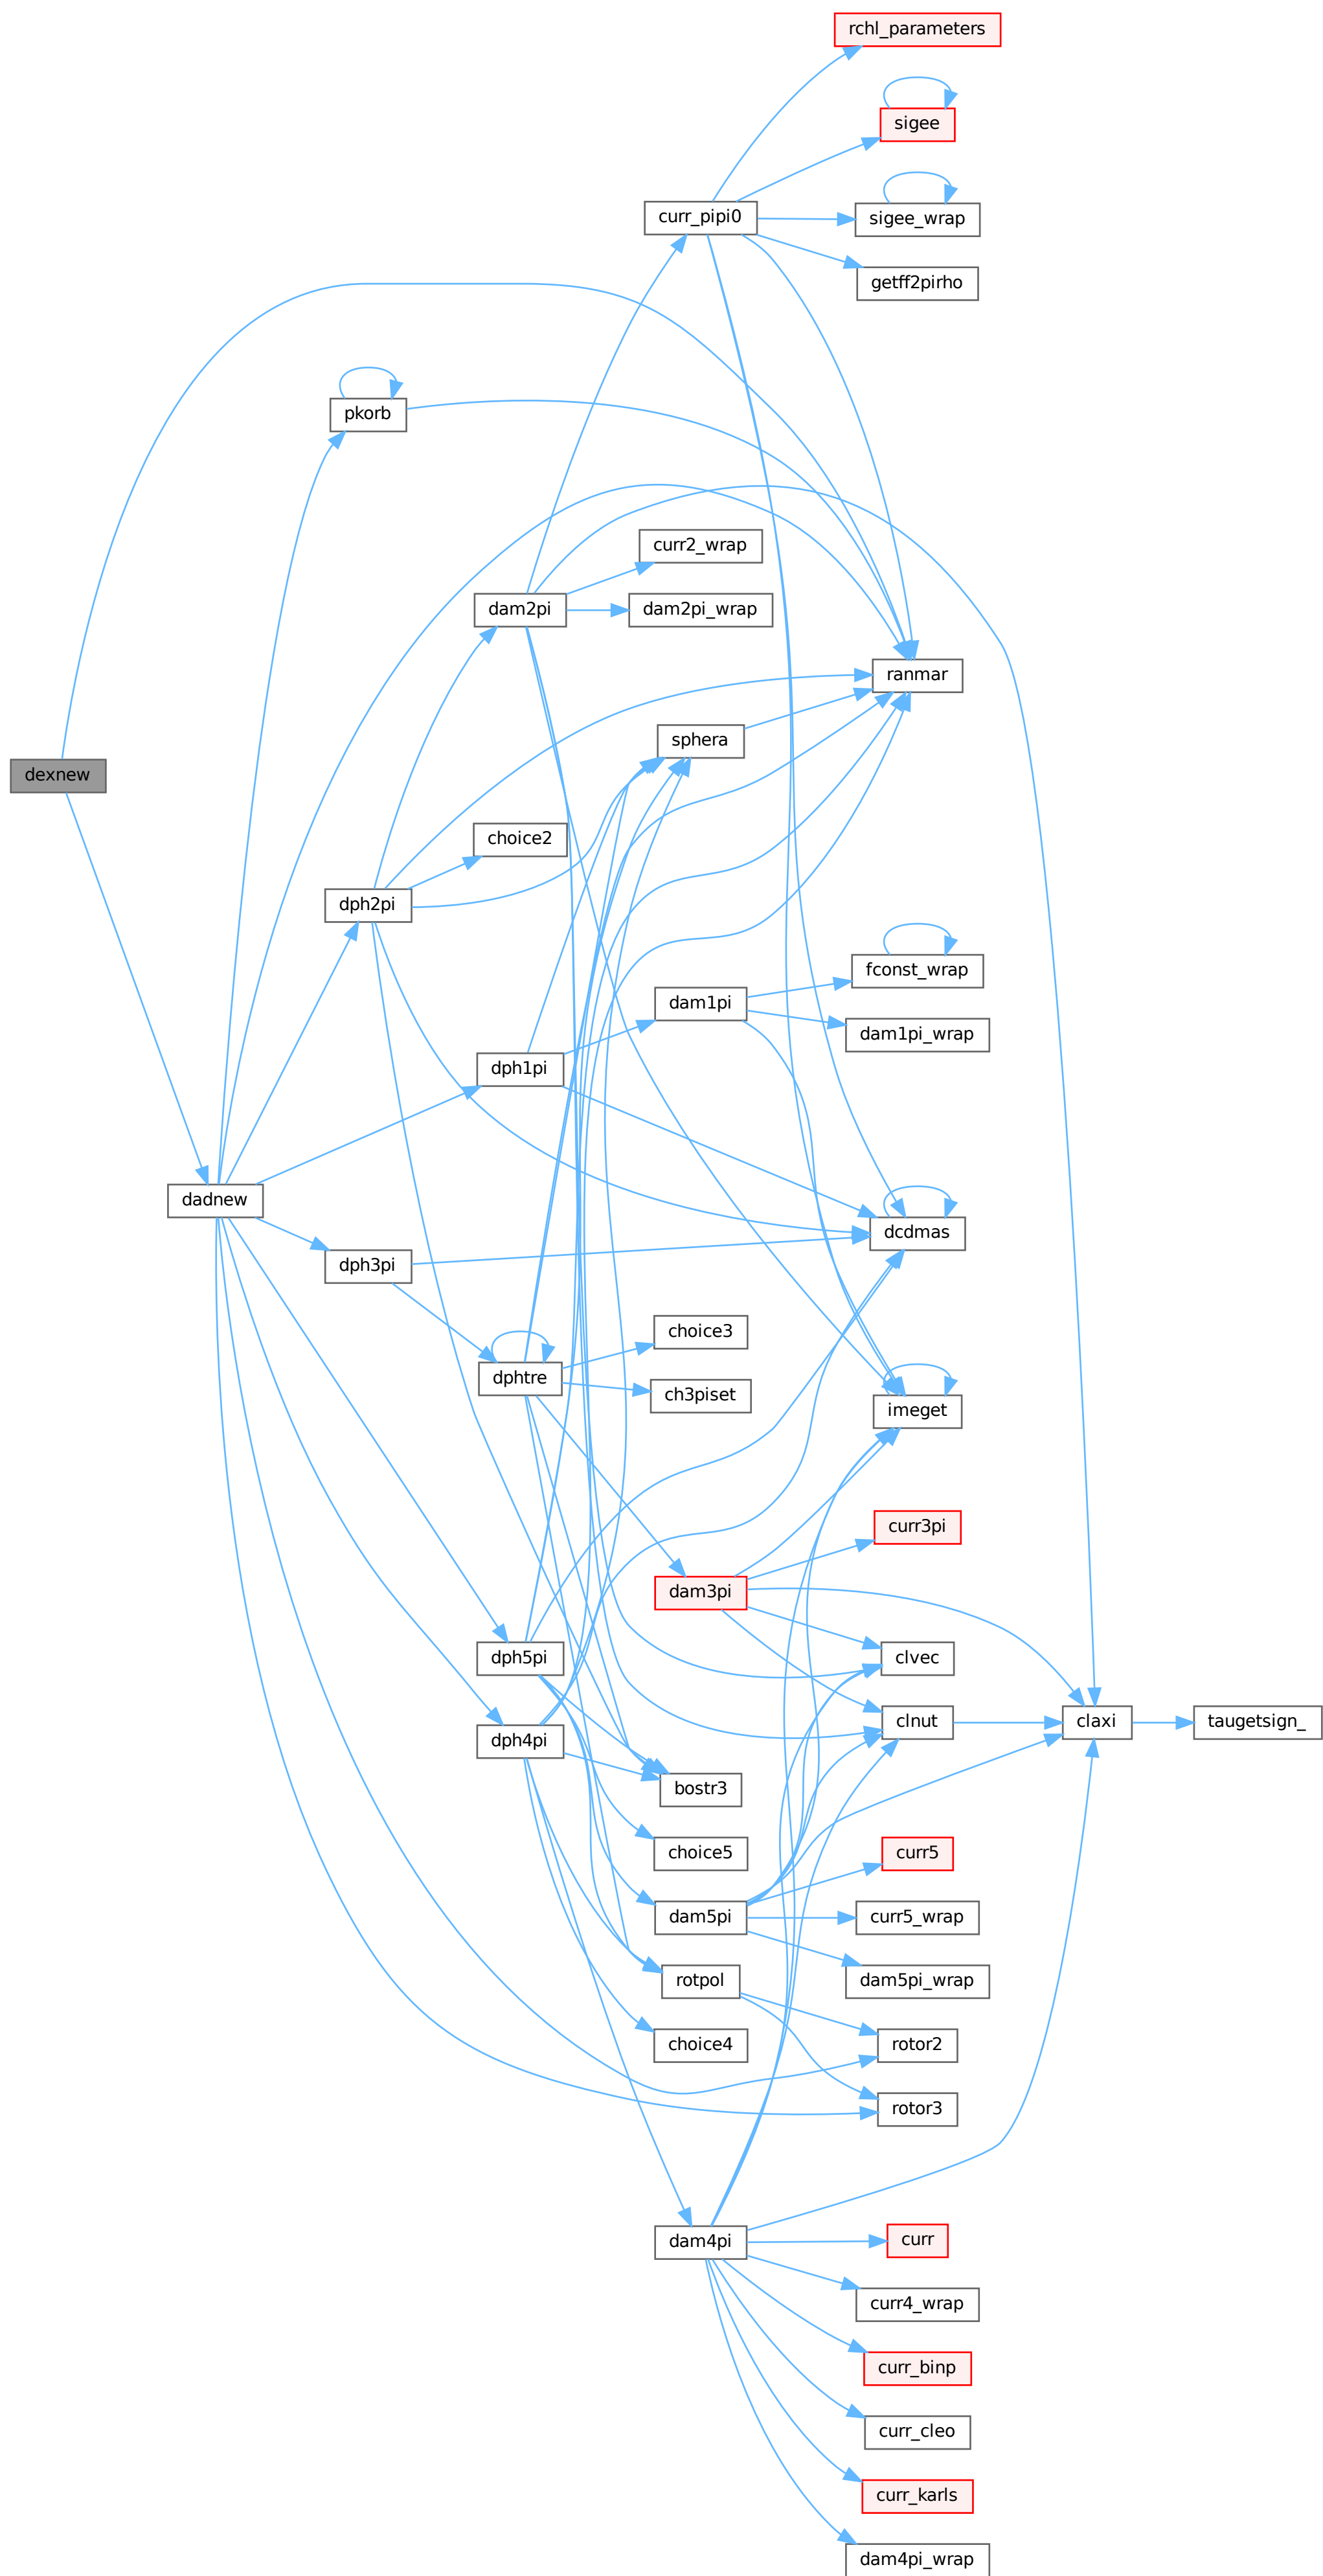 rchl_parameters
sigee
curr_pipi0
sigee_wrap
getff2pirho
pkorb
curr2_wrap
dam2pi
dam2pi_wrap
ranmar
sphera
dexnew
choice2
dph2pi
fconst_wrap
dam1pi
dam1pi_wrap
dph1pi
dadnew
dcdmas
dph3pi
choice3
dphtre
ch3piset
imeget
curr3pi
dam3pi
dph5pi
clvec
clnut
claxi
taugetsign_
dph4pi
bostr3
choice5
curr5
dam5pi
curr5_wrap
rotpol
dam5pi_wrap
choice4
rotor2
rotor3
dam4pi
curr
curr4_wrap
curr_binp
curr_cleo
curr_karls
dam4pi_wrap